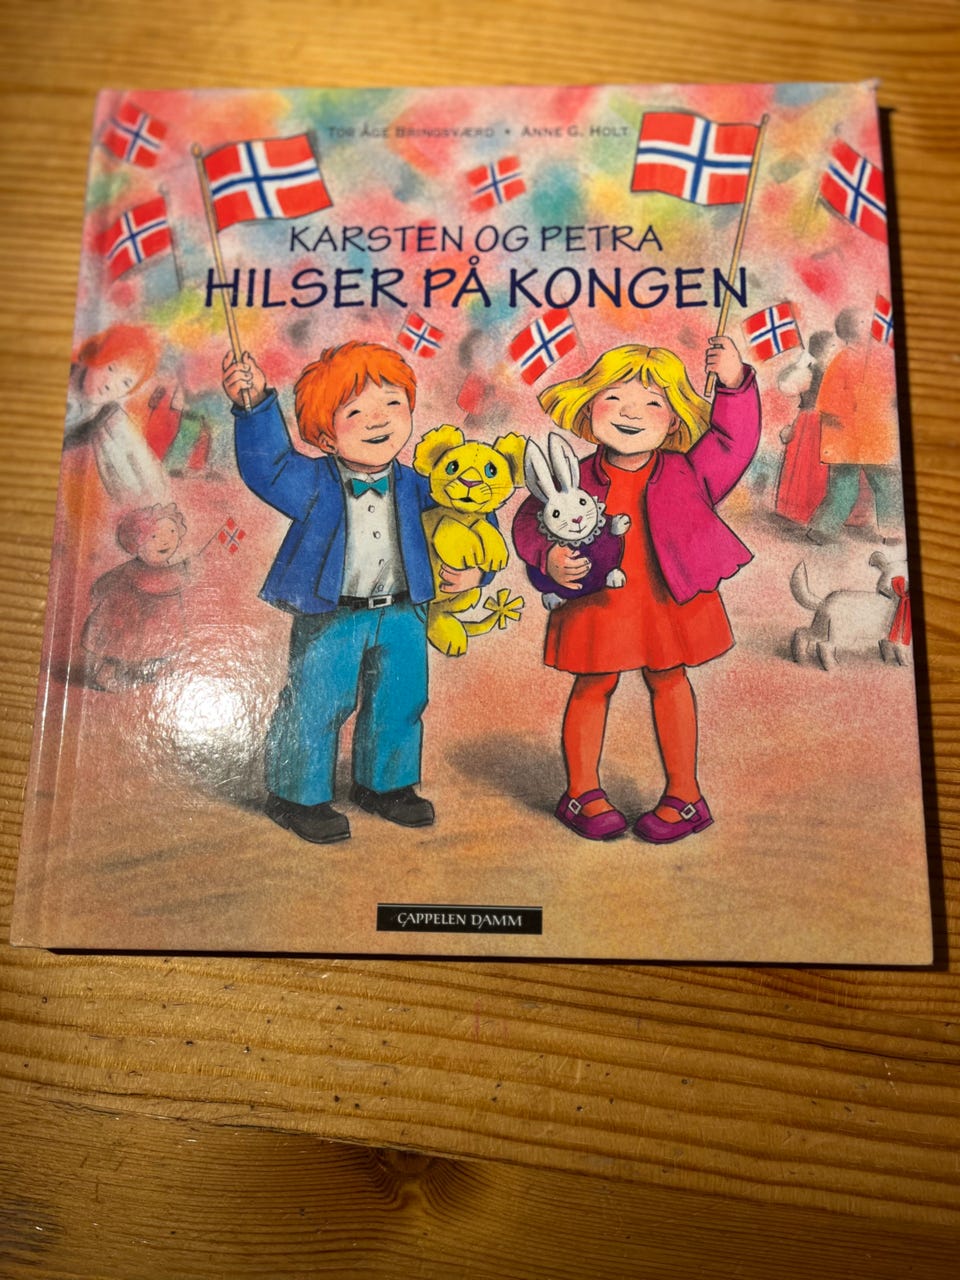 TOR ÅGE BRINGSVÆRD • ANNE G. HOLT
KARSTEN OG PETRA
HILSER PÅ KONGEN
CAPPELEN DAMM